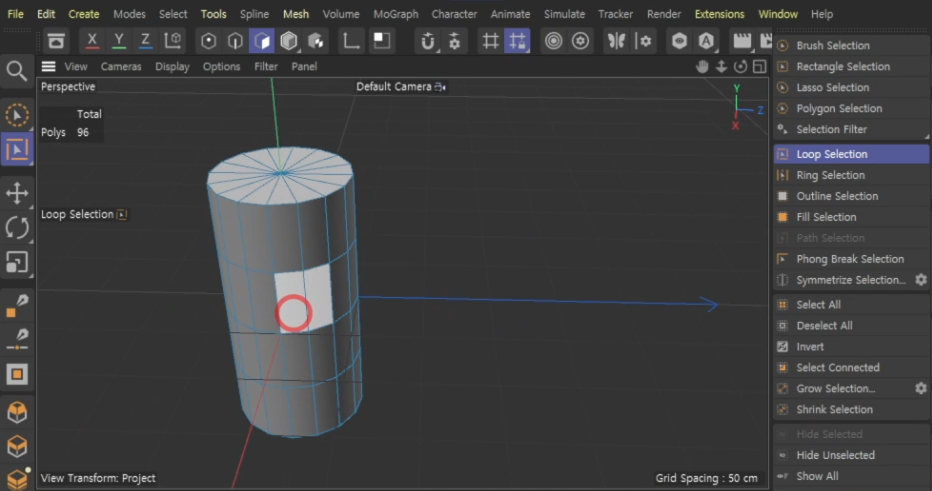 File Edit Create Modes Select Tools Spline Mesh Volume MoGraph Character Animate Simulate Tracker Render Extensions Window Help
X Y Z
A
View Cameras Display Options Filter Panel
Perspective
Default Camera
Total
Polys 96
Loop Selection
Y
Z
X
View Transform: Project
Grid Spacing : 50 cm
Brush Selection
Rectangle Selection
Lasso Selection
Polygon Selection
Selection Filter
Loop Selection
Ring Selection
Outline Selection
Fill Selection
Path Selection
Phong Break Selection
Symmetrize Selection...
Select All
Deselect All
Invert
Select Connected
Grow Selection...
Shrink Selection
Hide Selected
Hide Unselected
Show All